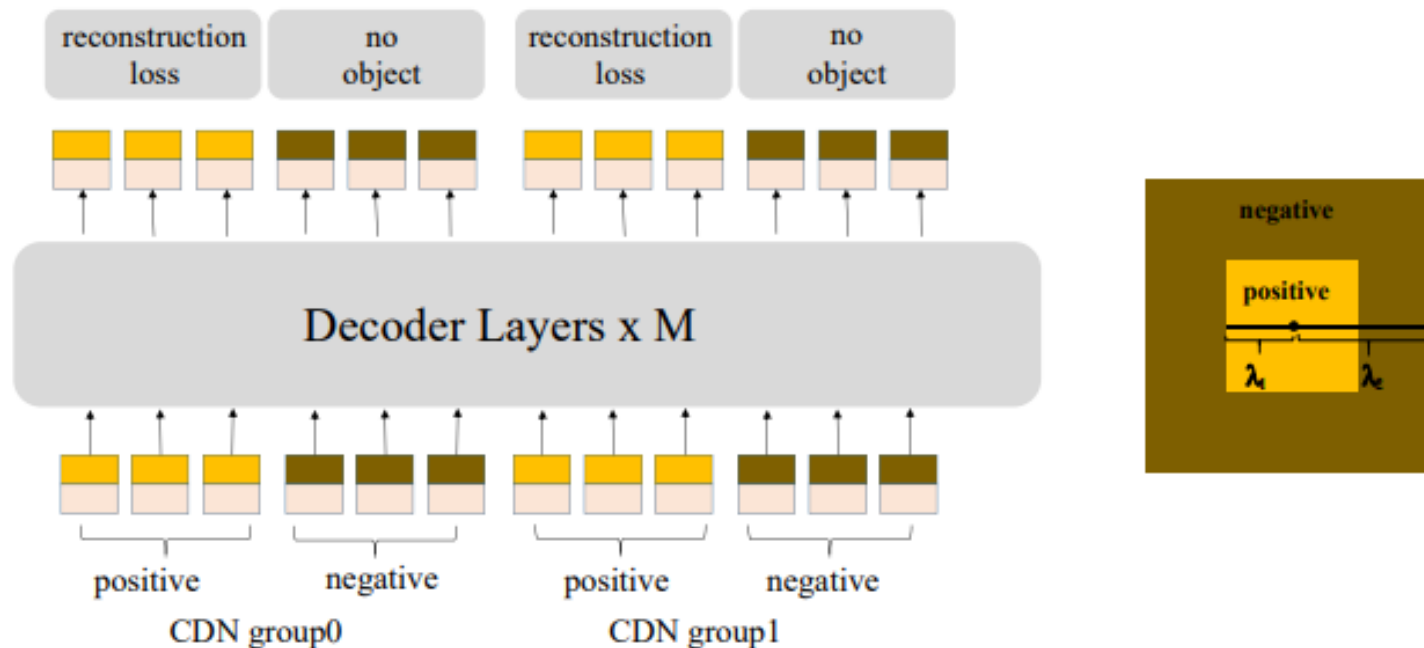 reconstruction loss
no object
reconstruction loss
no object
Decoder Layers x M
positive
negative
positive
negative
CDN group0
CDN group1
negative
positive
λ₁
λ₂